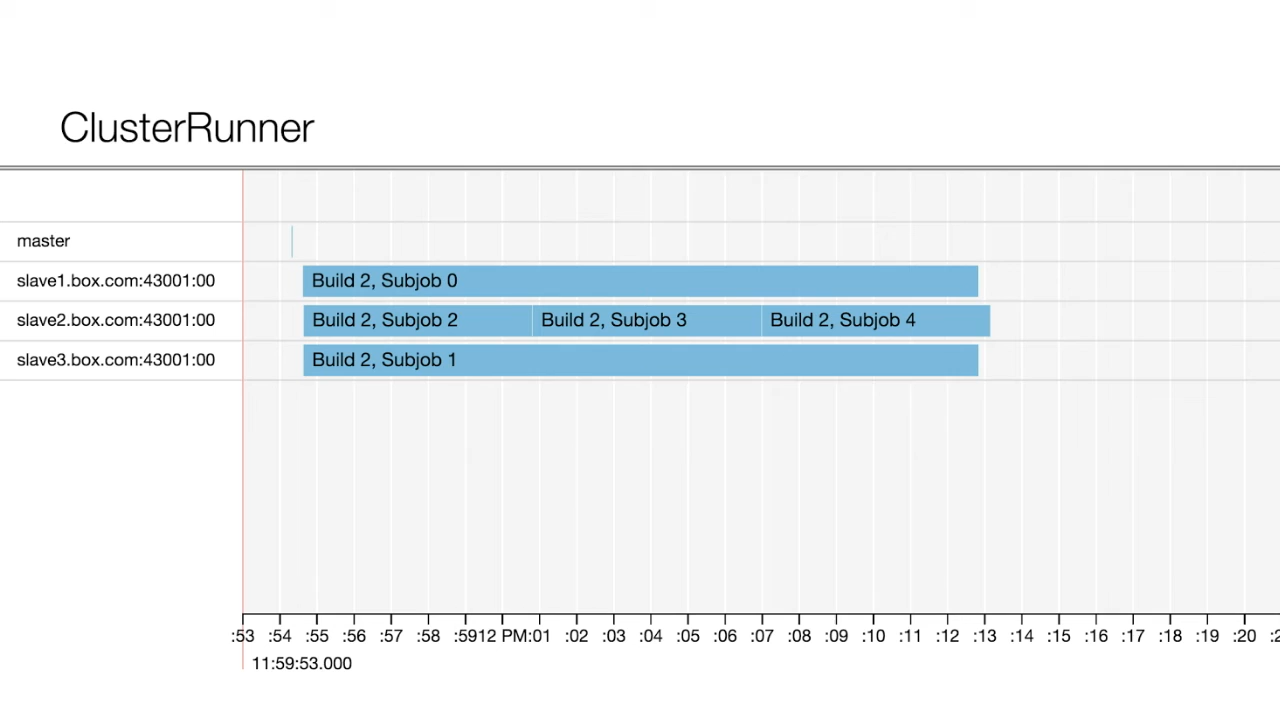 ClusterRunner
master
slave1.box.com:43001:00 Build 2, Subjob 0
slave2.box.com:43001:00 Build 2, Subjob 2 Build 2, Subjob 3 Build 2, Subjob 4
slave3.box.com:43001:00 Build 2, Subjob 1
:53 :54 :55 :56 :57 :58 :59 12 PM :01 :02 :03 :04 :05 :06 :07 :08 :09 :10 :11 :12 :13 :14 :15 :16 :17 :18 :19 :20
11:59:53.000